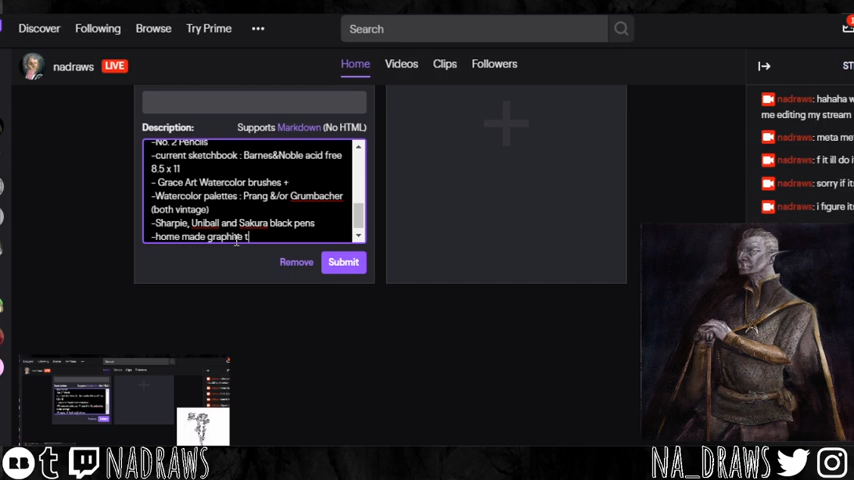 Discover Following Browse Try Prime ••• Search
nadraws LIVE Home Videos Clips Followers
nadraws: hahaha w
me editing my stream
nadraws: meta met
nadraws: f it ill do i
nadraws: sorry if it
nadraws: i figure its
Description: Supports Markdown (No HTML)
-No. 2 Pencils
-current sketchbook : Barnes&Noble acid free
8.5 x 11
- Grace Art Watercolor brushes +
-Watercolor palettes : Prang &/or Grumbacher
(both vintage)
-Sharpie, Uniball and Sakura black pens
-home made graphite t
Remove Submit
NADRAWS
NA_DRAWS